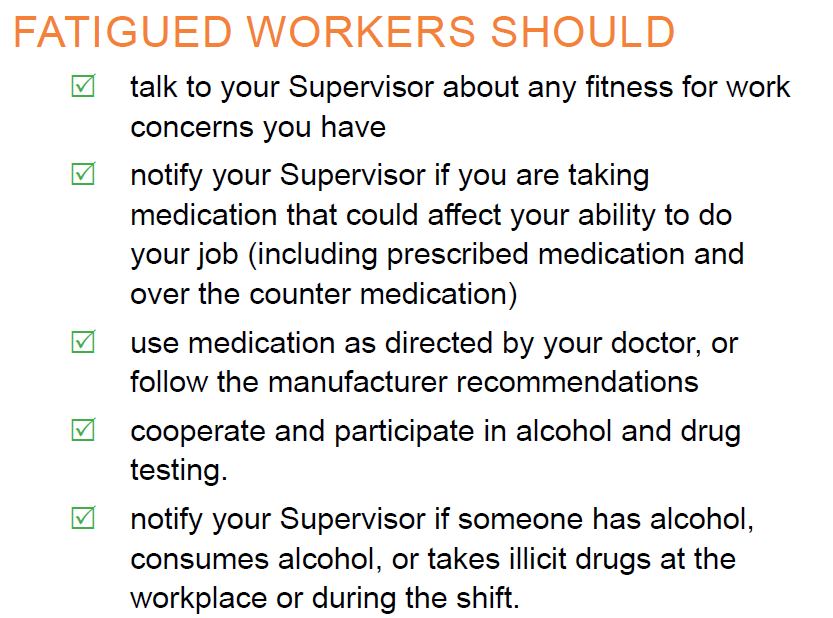 FATIGUED WORKERS SHOULD
talk to your Supervisor about any fitness for work
concerns you have
notify your Supervisor if you are taking
medication that could affect your ability to do
your job (including prescribed medication and
over the counter medication)
use medication as directed by your doctor, or
follow the manufacturer recommendations
cooperate and participate in alcohol and drug
testing.
notify your Supervisor if someone has alcohol,
consumes alcohol, or takes illicit drugs at the
workplace or during the shift.